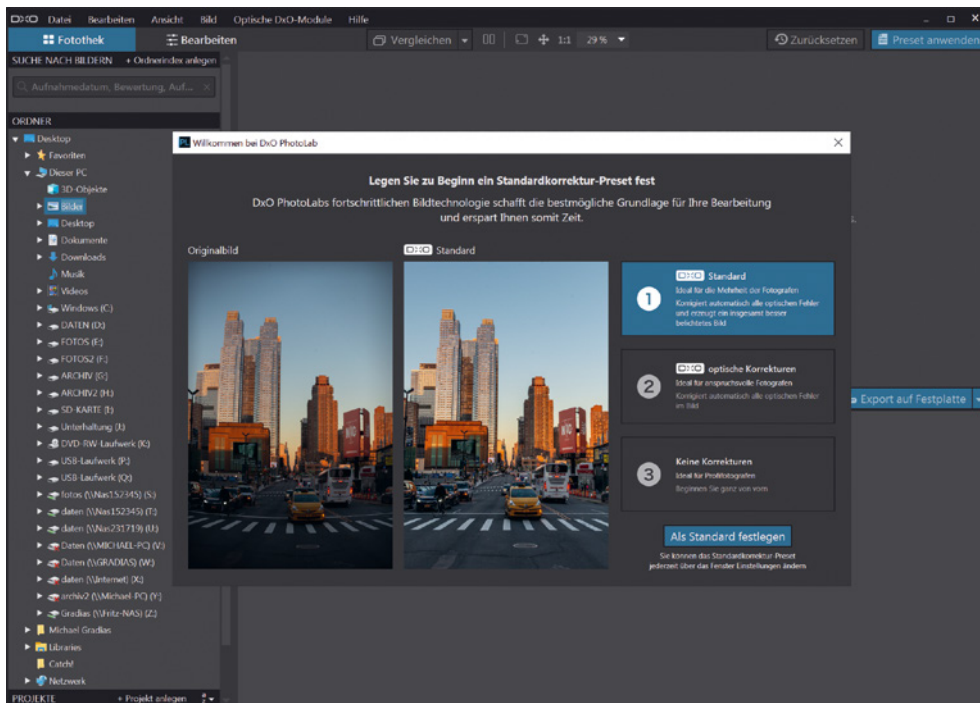 DXO Datei Bearbeiten Ansicht Bild Optische DxO-Module Hilfe
Fotothek Bearbeiten Vergleichen 1:1 29 % Zurücksetzen Preset anwenden
SUCHE NACH BILDERN + Ordnerindex anlegen
Aufnahmedatum, Bewertung, Auf...
ORDNER
Desktop
Favoriten
Dieser PC
3D-Objekte
Bilder
Desktop
Dokumente
Downloads
Musik
Videos
Windows (C:)
DATEN (D:)
FOTOS (E:)
FOTOS2 (F:)
ARCHIV (G:)
ARCHIV2 (H:)
SD-KARTE (I:)
Unterhaltung (J:)
DVD-RW-Laufwerk (K:)
USB-Laufwerk (P:)
USB-Laufwerk (Q:)
fotos (\\Nas152345) (S:)
daten (\\Nas152345) (T:)
daten (\\Nas231719) (U:)
Daten (\\MICHAEL-PC) (V:)
Daten (\\GRADIAS) (W:)
daten (\\Internet) (X:)
archiv2 (\\Michael-PC) (Y:)
Gradias (\\Fritz-NAS) (Z:)
Michael Gradias
Libraries
Catch!
Netzwerk
PROJEKTE + Projekt anlegen
PL Willkommen bei DxO PhotoLab
Legen Sie zu Beginn ein Standardkorrektur-Preset fest
DxO PhotoLabs fortschrittlichen Bildtechnologie schafft die bestmögliche Grundlage für Ihre Bearbeitung
und erspart Ihnen somit Zeit.
Originalbild
DXO Standard
1
DXO Standard
Ideal für die Mehrheit der Fotografen
Korrigiert automatisch alle optischen Fehler
und erzeugt ein insgesamt besser
belichtetes Bild
2
DXO optische Korrekturen
Ideal für anspruchsvolle Fotografen
Korrigiert automatisch alle optischen Fehler
im Bild
3
Keine Korrekturen
Ideal für Profifotografen
Beginnen Sie ganz von vorn
Als Standard festlegen
Sie können das Standardkorrektur-Preset
jederzeit über das Fenster Einstellungen ändern
Export auf Festplatte